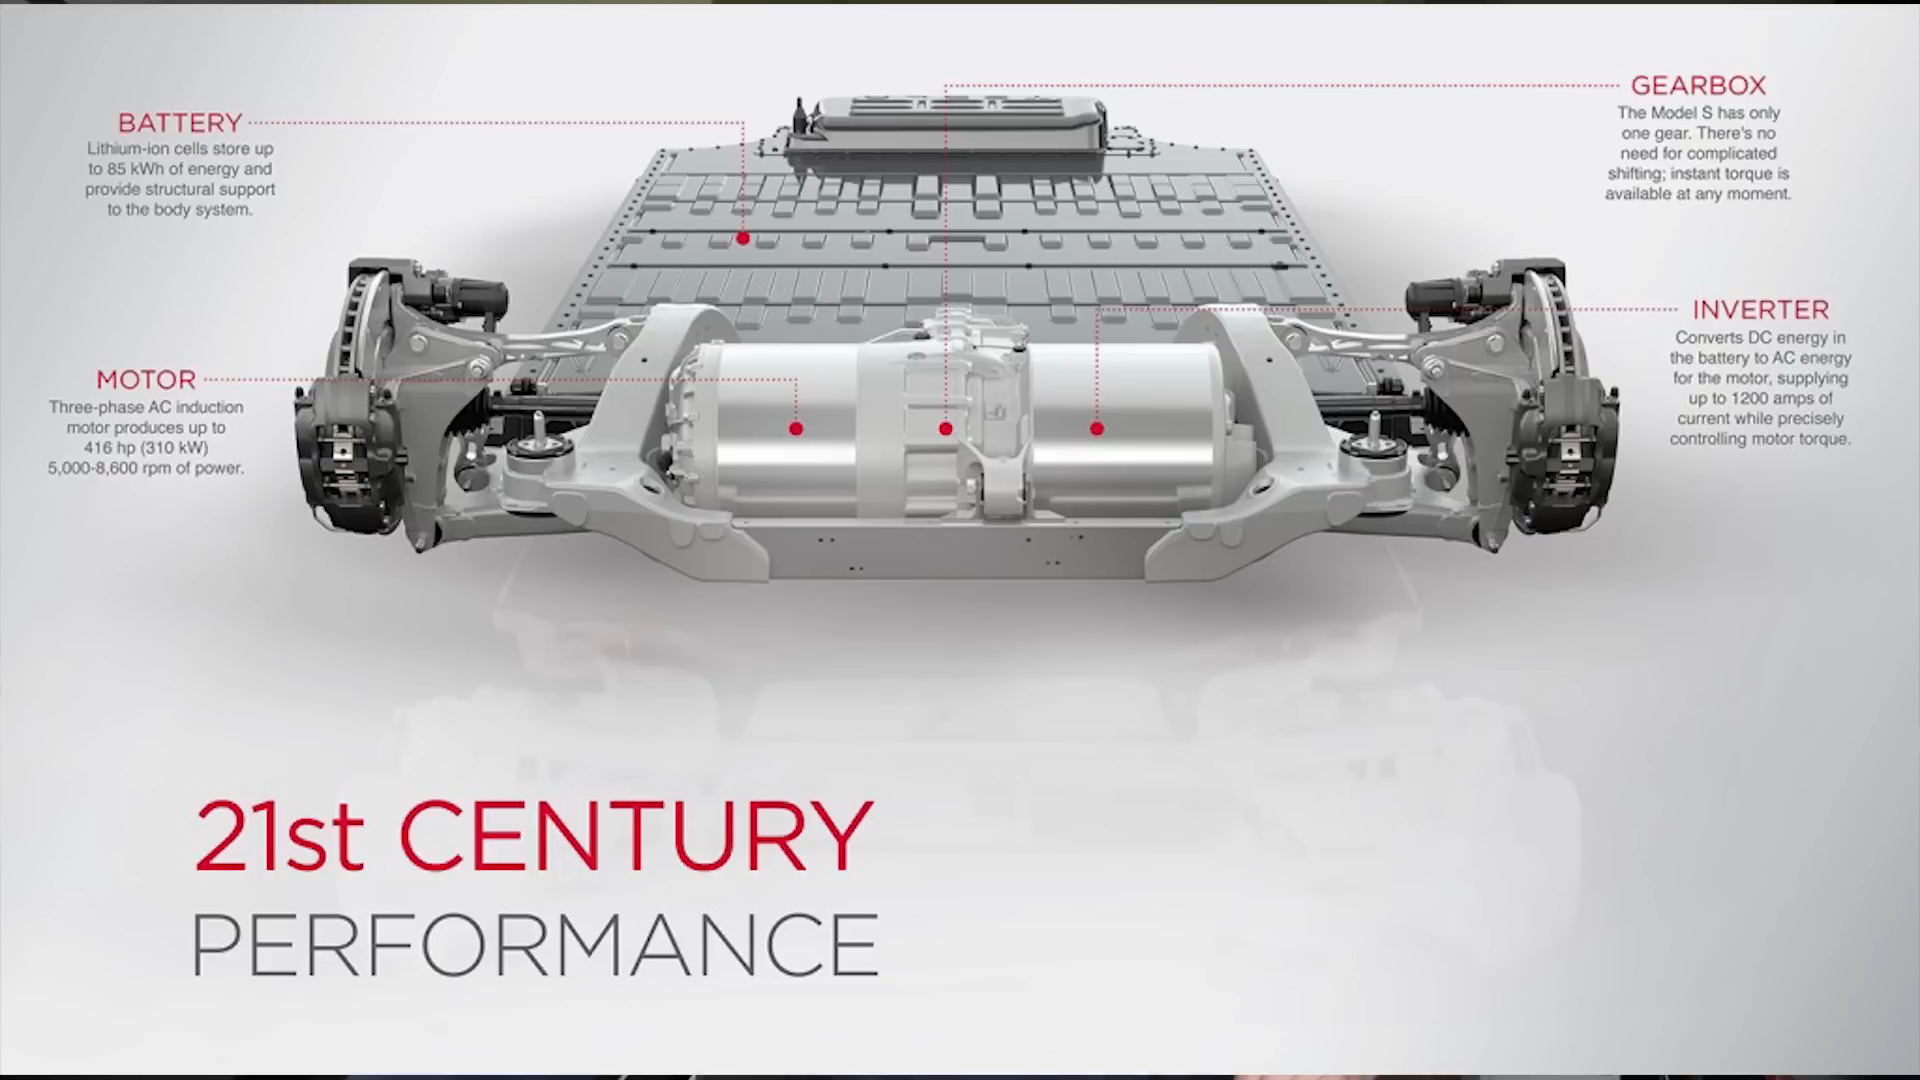 BATTERY
Lithium-ion cells store up
to 85 kWh of energy and
provide structural support
to the body system.
GEARBOX
The Model S has only
one gear. There's no
need for complicated
shifting; instant torque is
available at any moment.
MOTOR
Three-phase AC induction
motor produces up to
416 hp (310 kW)
5,000-8,600 rpm of power.
INVERTER
Converts DC energy in
the battery to AC energy
for the motor, supplying
up to 1200 amps of
current while precisely
controlling motor torque.
21st CENTURY
PERFORMANCE